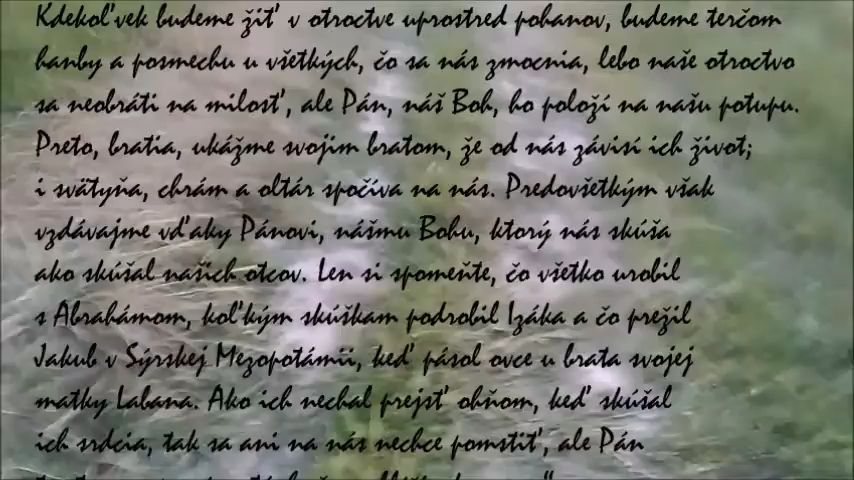 Kdekoľvek budeme žiť v otroctve uprostred pohanov, budeme terčom
hanby a posmechu u všetkých, čo sa nás zmocnia, lebo naše otroctvo
sa neobráti na milosť, ale Pán, náš Boh, ho položí na našu potupu.
Preto, bratia, ukážme svojim bratom, že od nás závisí ich život;
i svätyňa, chrám a oltár spočíva na nás. Predovšetkým však
vzdávajme vďaky Pánovi, nášmu Bohu, ktorý nás skúša
ako skúšal našich otcov. Len si spomeňte, čo všetko urobil
s Abrahámom, koľkým skúškam podrobil Izáka a čo prežil
Jakub v Sýrskej Mezopotámii, keď pásol ovce u brata svojej
matky Labana. Ako ich nechal prejsť ohňom, keď skúšal
ich srdcia, tak sa ani na nás nechce pomstiť, ale Pán